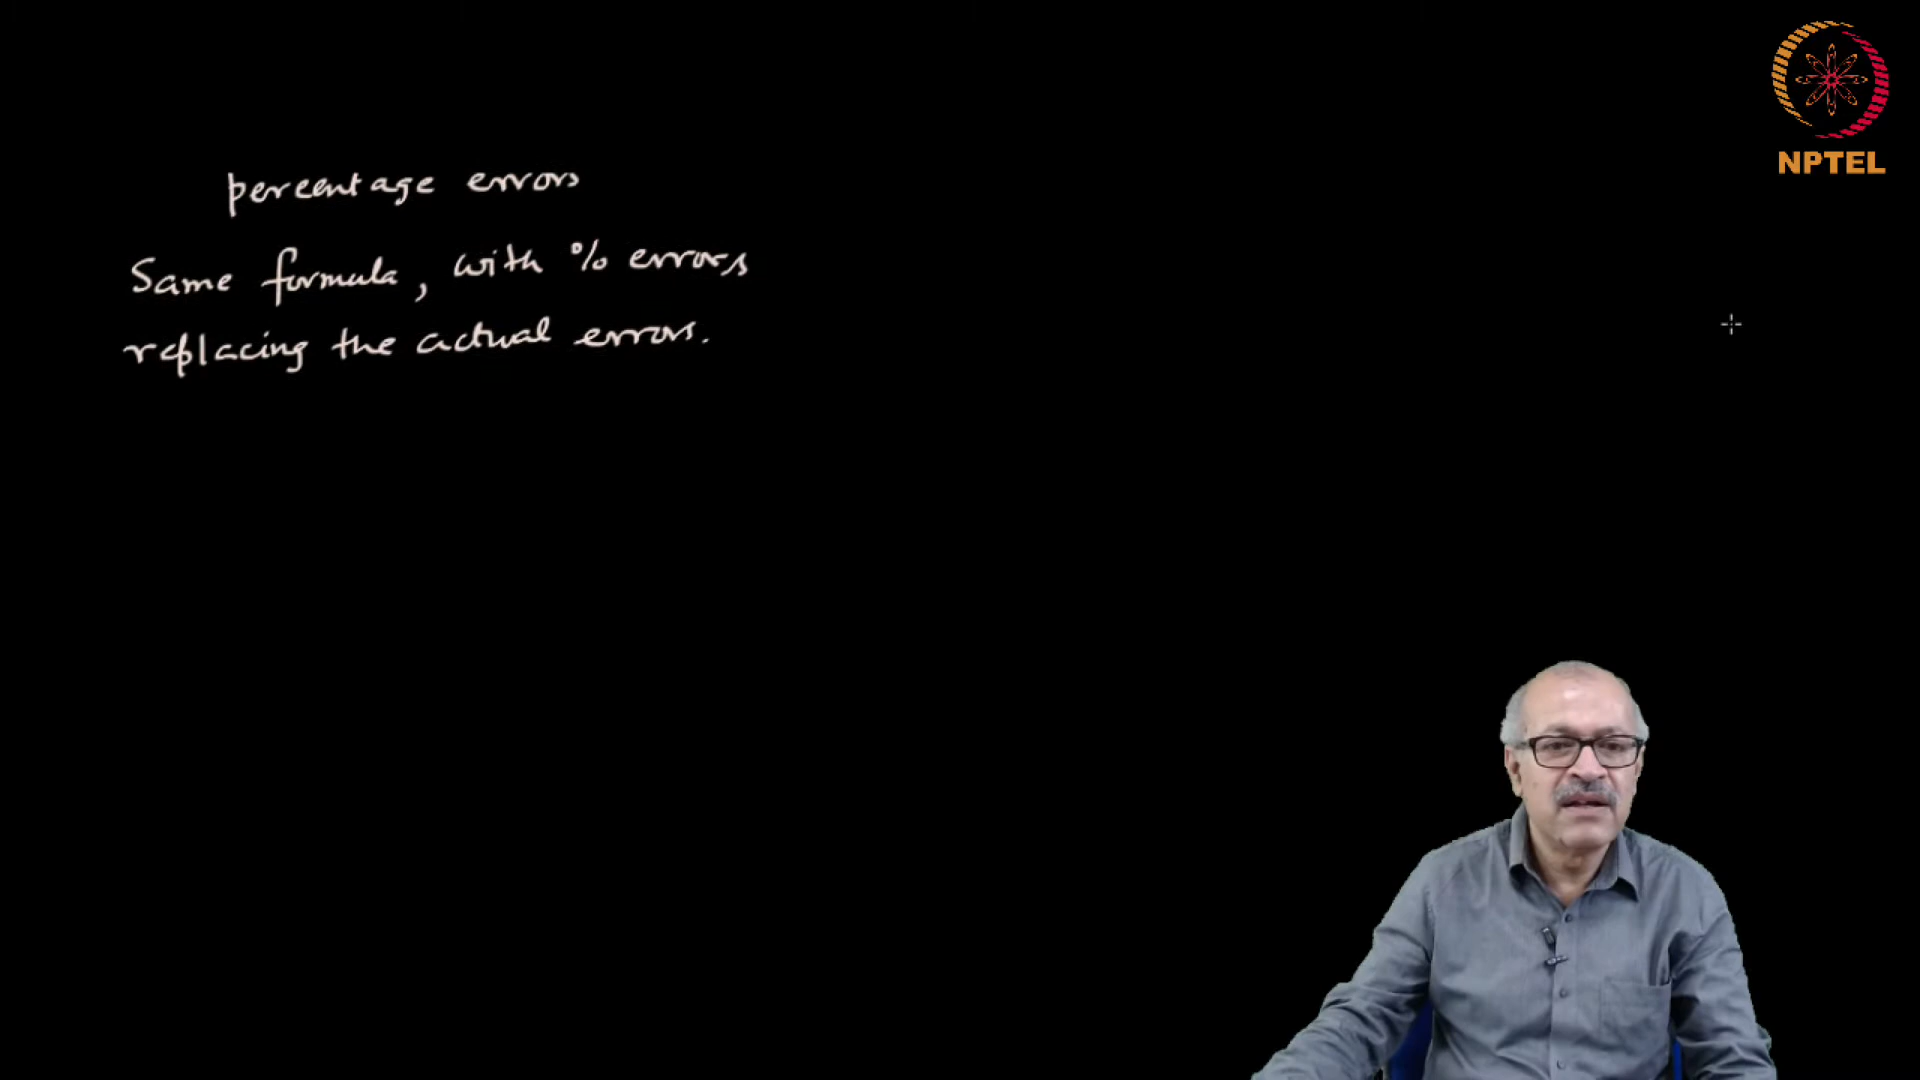 NPTEL
percentage errors
Same formula, with % errors
replacing the actual errors.